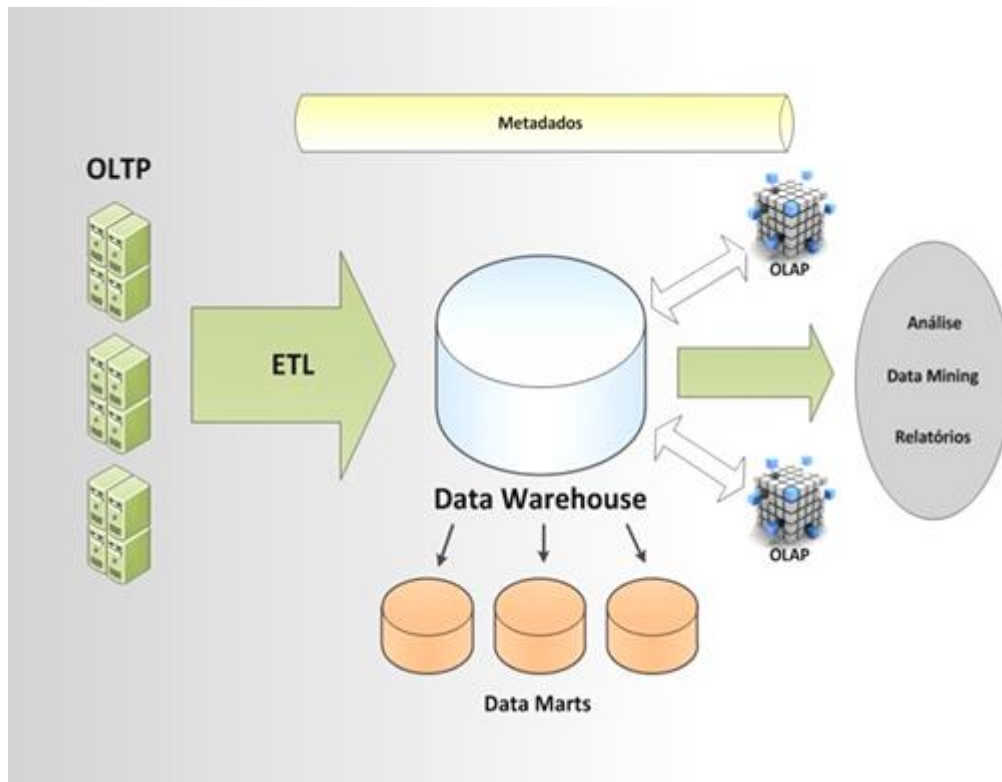 Metadados
OLTP
OLAP
ETL
Análise
Data Mining
Relatórios
Data Warehouse
OLAP
Data Marts